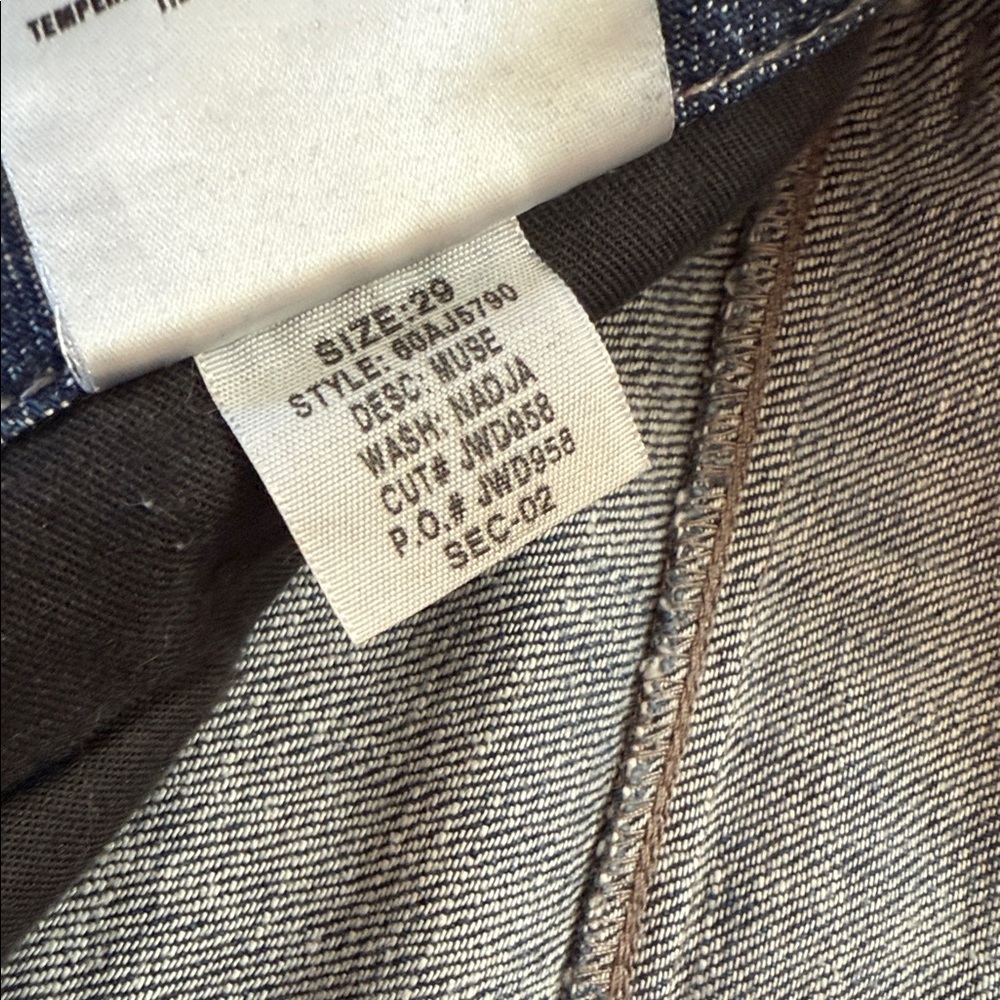 SIZE: 29
STYLE: 60AJ5790
DESC: MUSE
WASH: NADJA
CUT# JWD958
P.O.# JWD958
SEC-02